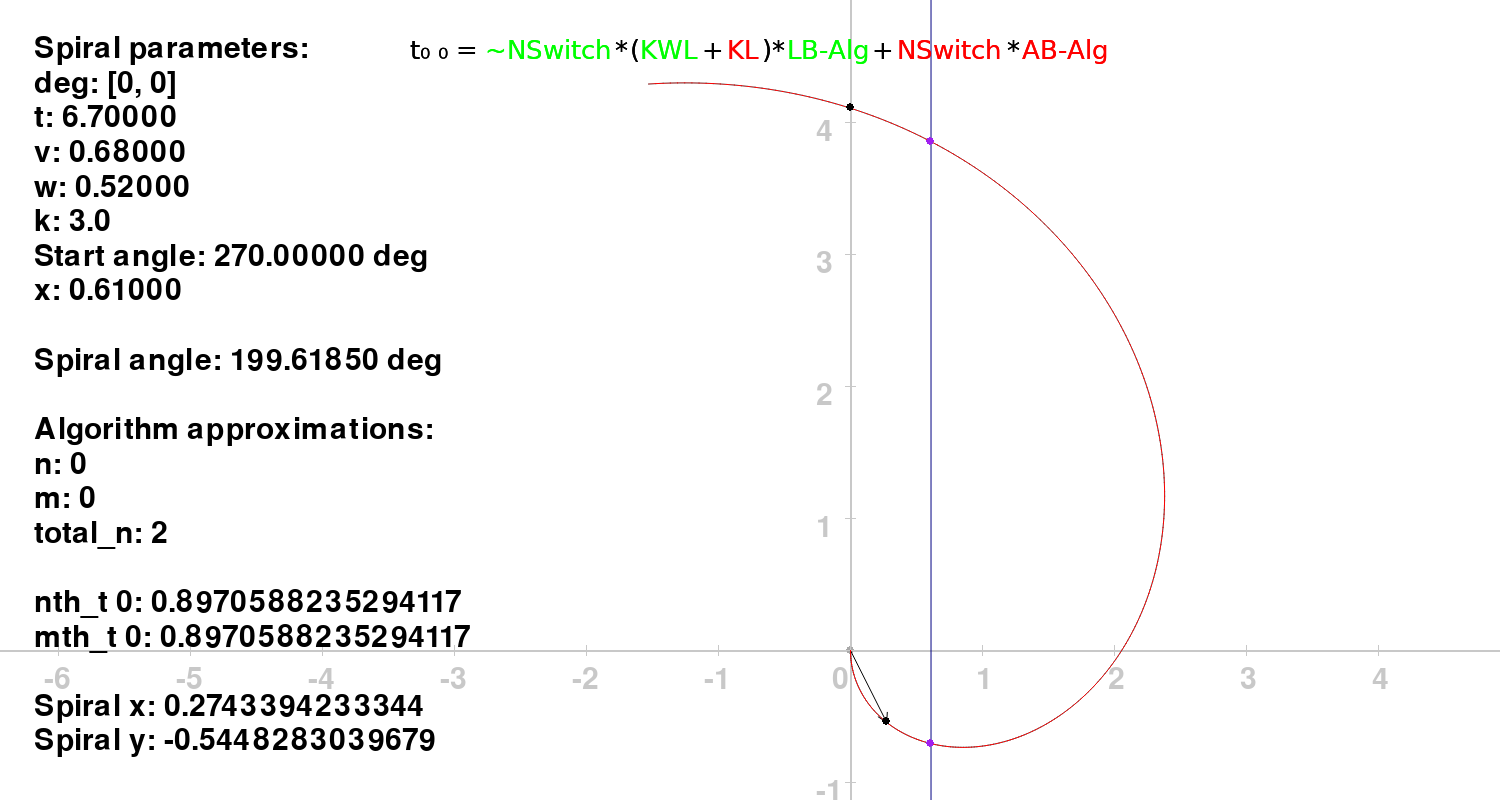 Spiral parameters:
t₀ ₀ = ~NSwitch*(KWL+KL)*LB-Alg+NSwitch*AB-Alg
deg: [0, 0]
t: 6.70000
v: 0.68000
w: 0.52000
k: 3.0
Start angle: 270.00000 deg
x: 0.61000
Spiral angle: 199.61850 deg
Algorithm approximations:
n: 0
m: 0
total_n: 2
nth_t 0: 0.8970588235294117
mth_t 0: 0.8970588235294117
Spiral x: 0.2743394233344
Spiral y: -0.5448283039679
4
3
2
1
-6 -5 -4 -3 -2 -1 0 1 2 3 4
-1